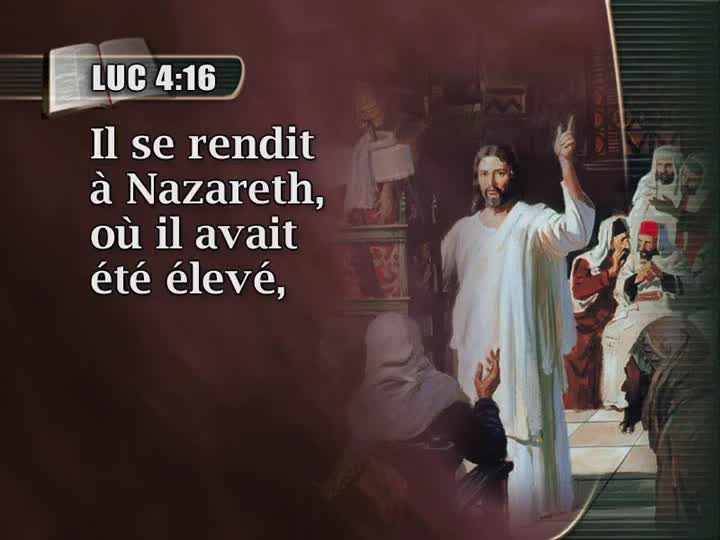 LUC 4:16
Il se rendit
à Nazareth,
où il avait
été élevé,